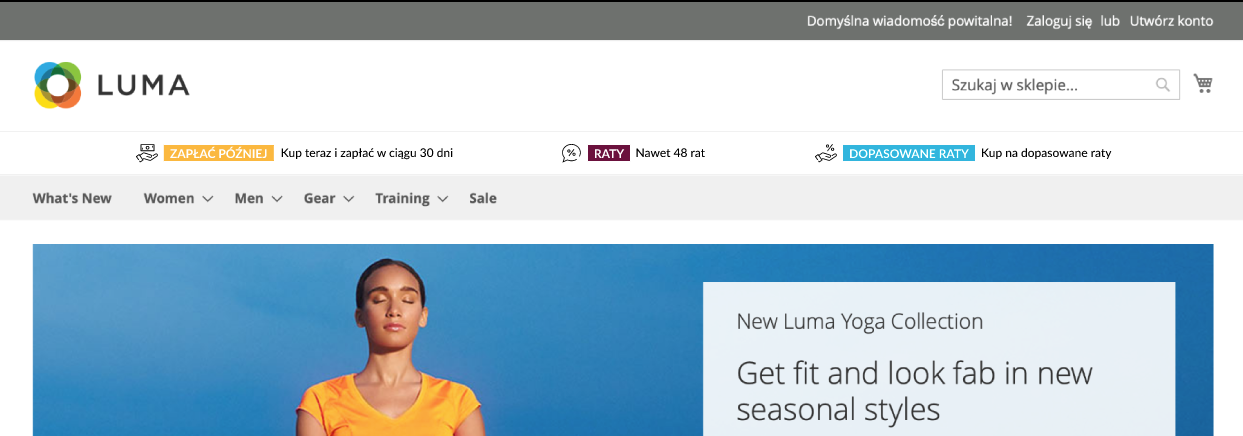 Domyślna wiadomość powitalna! Zaloguj się lub Utwórz konto
LUMA
Szukaj w sklepie...
ZAPŁAĆ PÓŹNIEJ Kup teraz i zapłać w ciągu 30 dni
% RATY Nawet 48 rat
% DOPASOWANE RATY Kup na dopasowane raty
What's New Women Men Gear Training Sale
New Luma Yoga Collection
Get fit and look fab in new
seasonal styles